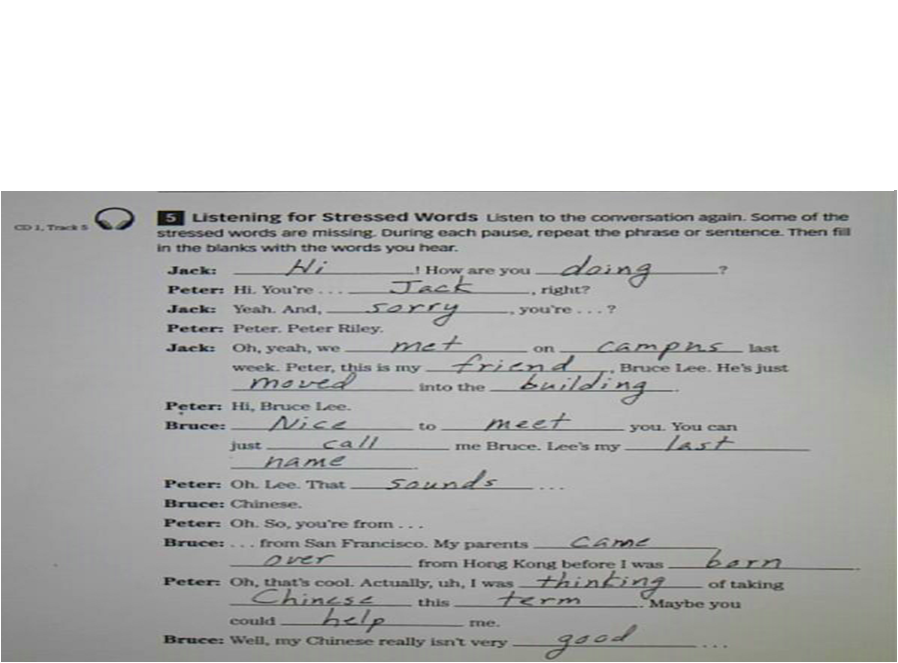 CD 1, Track 5
5 Listening for Stressed Words Listen to the conversation again. Some of the
stressed words are missing. During each pause, repeat the phrase or sentence. Then fill
in the blanks with the words you hear.
Jack: Hi ! How are you doing ?
Peter: Hi. You're . . . Jack , right?
Jack: Yeah. And, sorry , you're . . . ?
Peter: Peter. Peter Riley.
Jack: Oh, yeah, we met on campus last
week. Peter, this is my friend , Bruce Lee. He's just
moved into the building .
Peter: Hi, Bruce Lee.
Bruce: Nice to meet you. You can
just call me Bruce. Lee's my last
name .
Peter: Oh. Lee. That sounds . . .
Bruce: Chinese.
Peter: Oh. So, you're from . . .
Bruce: . . . from San Francisco. My parents came
over from Hong Kong before I was born .
Peter: Oh, that's cool. Actually, uh, I was thinking of taking
Chinese this term . Maybe you
could help me.
Bruce: Well, my Chinese really isn't very good . . .